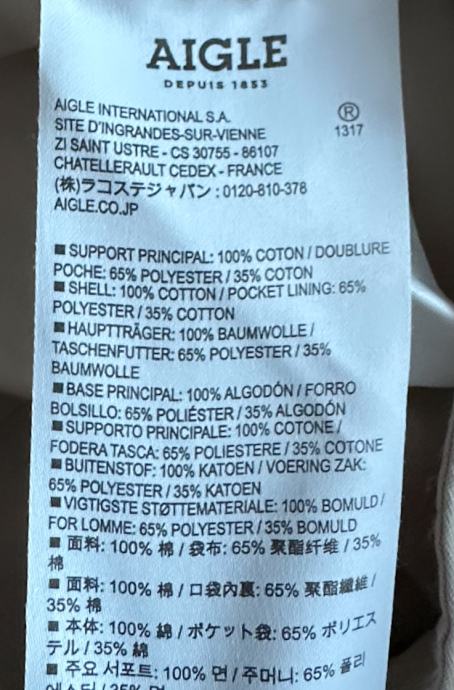 AIGLE
DEPUIS 1853
AIGLE INTERNATIONAL S.A.
SITE D'INGRANDES-SUR-VIENNE
ZI SAINT USTRE - CS 30755 - 86107
CHATELLERAULT CEDEX - FRANCE
(株)ラコステジャパン : 0120-810-378
AIGLE.CO.JP
®
1317
■ SUPPORT PRINCIPAL: 100% COTON / DOUBLURE
POCHE: 65% POLYESTER / 35% COTON
■ SHELL: 100% COTTON / POCKET LINING: 65%
POLYESTER / 35% COTTON
■ HAUPTTRÄGER: 100% BAUMWOLLE /
TASCHENFUTTER: 65% POLYESTER / 35%
BAUMWOLLE
■ BASE PRINCIPAL: 100% ALGODÓN / FORRO
BOLSILLO: 65% POLIÉSTER / 35% ALGODÓN
■ SUPPORTO PRINCIPALE: 100% COTONE /
FODERA TASCA: 65% POLIESTERE / 35% COTONE
■ BUITENSTOF: 100% KATOEN / VOERING ZAK:
65% POLYESTER / 35% KATOEN
■ VIGTIGSTE STØTTEMATERIALE: 100% BOMULD /
FOR LOMME: 65% POLYESTER / 35% BOMULD
■ 面料: 100% 棉 / 袋布: 65% 聚酯纤维 / 35%
棉
■ 面料: 100% 棉 / 口袋內裏: 65% 聚酯纖維 /
35% 棉
■ 本体: 100% 綿 / ポケット袋: 65% ポリエス
テル / 35% 綿
■ 주요 서포트: 100% 면 / 주머니: 65% 폴리
에스터 / 35% 면